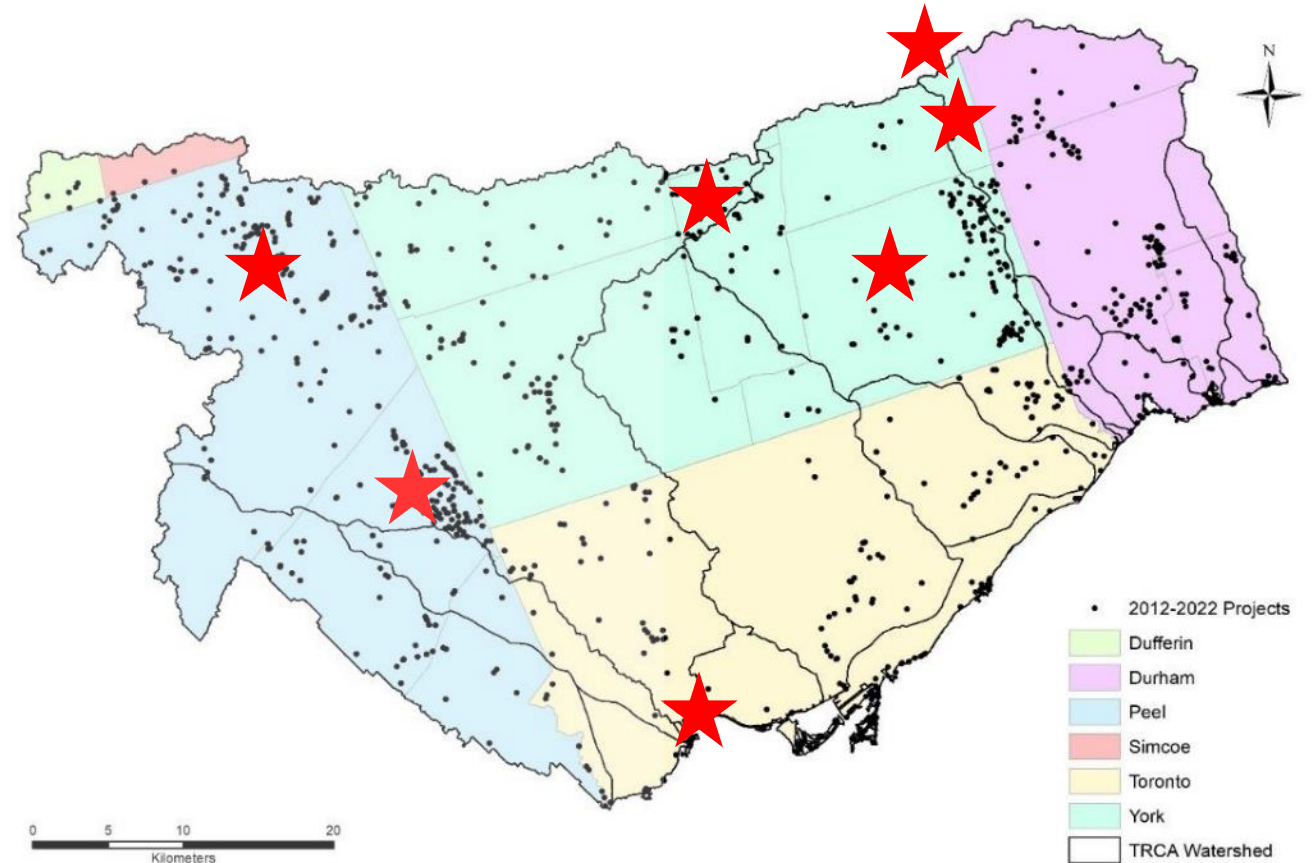 N
2012-2022 Projects
Dufferin
Durham
Peel
Simcoe
Toronto
York
TRCA Watershed
0 5 10 20
Kilometers